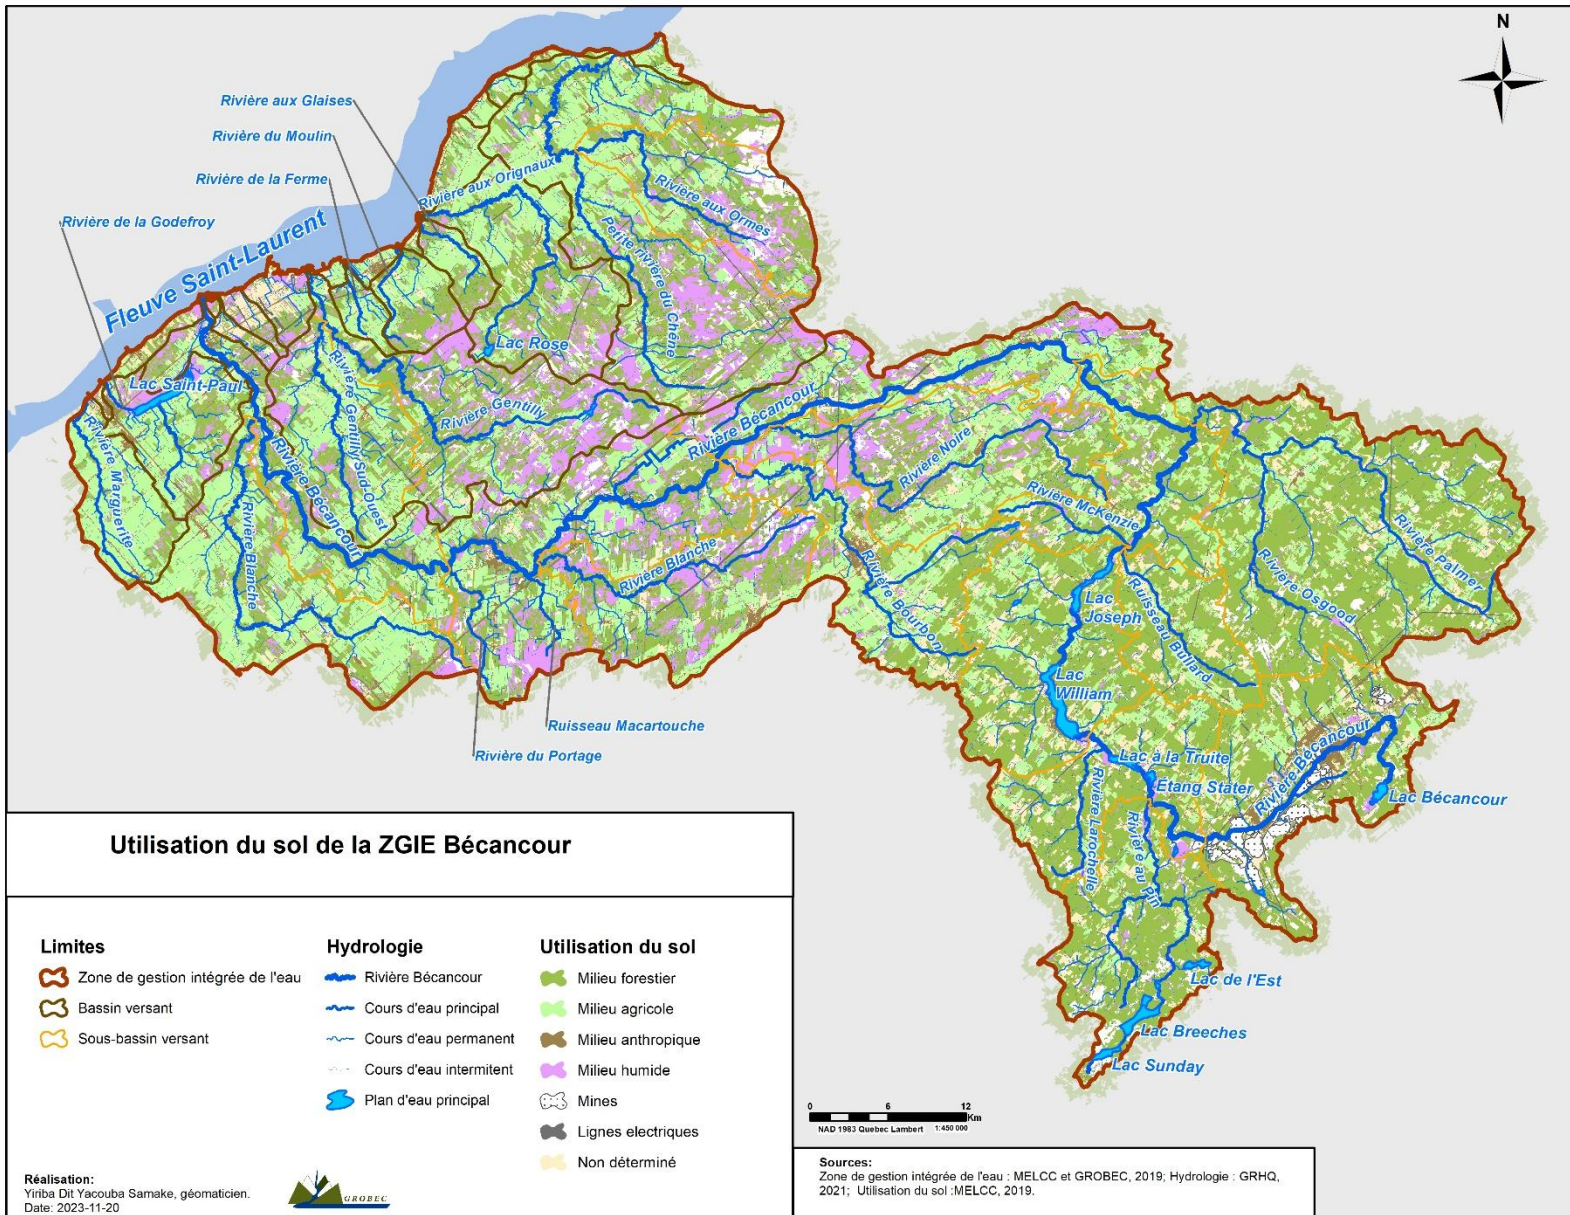 N
Rivière aux Glaises
Rivière du Moulin
Rivière de la Ferme
Rivière de la Godefroy
Fleuve Saint-Laurent
Rivière aux Orignaux
Rivière aux Ormes
Petite rivière du Chêne
Lac Rose
Lac Saint-Paul
Rivière Marguerite
Rivière Gentilly
Rivière Gentilly Sud-Ouest
Rivière Bécancour
Rivière Bécancour
Rivière Blanche
Rivière Blanche
Rivière Noire
Rivière McKenzie
Rivière Bourbon
Rivière Palmer
Rivière Osgood
Ruisseau Bullard
Lac
Joseph
Lac
William
Ruisseau Macartouche
Rivière du Portage
Lac à la Truite
Étang Stater
Rivière Bécancour
Lac Bécancour
Rivière Larochelle
Rivière au Pin
Lac de l'Est
Lac Breeches
Lac Sunday
Utilisation du sol de la ZGIE Bécancour
Limites
Zone de gestion intégrée de l'eau
Bassin versant
Sous-bassin versant
Hydrologie
Rivière Bécancour
Cours d'eau principal
Cours d'eau permanent
Cours d'eau intermitent
Plan d'eau principal
Utilisation du sol
Milieu forestier
Milieu agricole
Milieu anthropique
Milieu humide
Mines
Lignes electriques
Non déterminé
Réalisation:
Yiriba Dit Yacouba Samake, géomaticien.
Date: 2023-11-20
GROBEC
0 6 12
Km
NAD 1983 Quebec Lambert 1:450 000
Sources:
Zone de gestion intégrée de l'eau : MELCC et GROBEC, 2019; Hydrologie : GRHQ,
2021; Utilisation du sol :MELCC, 2019.